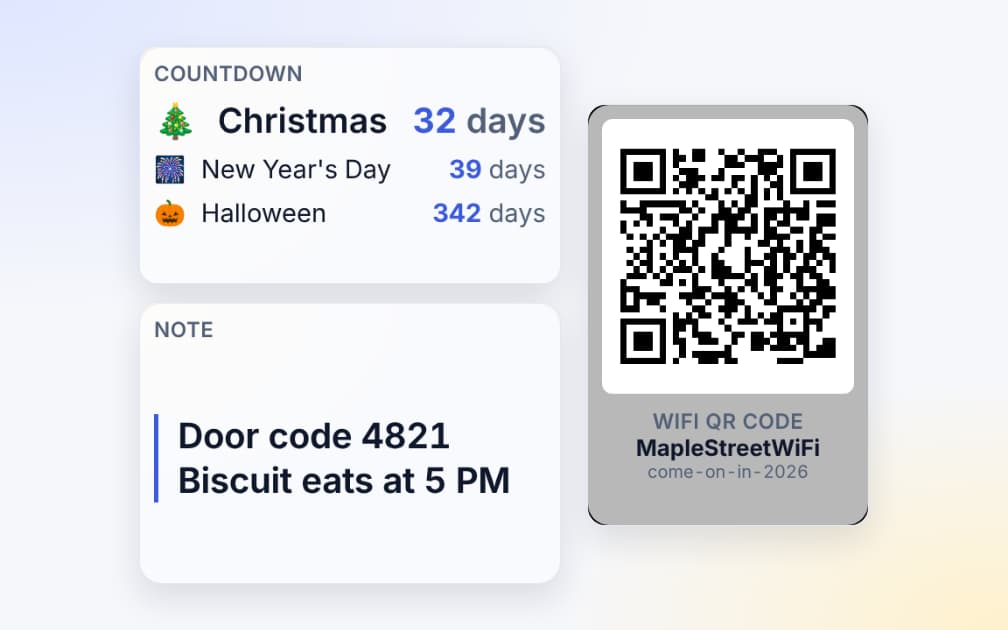 COUNTDOWN
Christmas 32 days
New Year's Day 39 days
Halloween 342 days
NOTE
Door code 4821
Biscuit eats at 5 PM
WIFI QR CODE
MapleStreetWiFi
come-on-in-2026